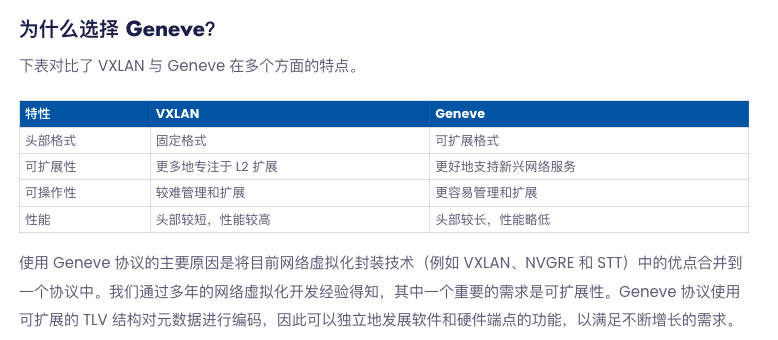 为什么选择 Geneve?
下表对比了 VXLAN 与 Geneve 在多个方面的特点。
特性 VXLAN Geneve
头部格式 固定格式 可扩展格式
可扩展性 更多地专注于 L2 扩展 更好地支持新兴网络服务
可操作性 较难管理和扩展 更容易管理和扩展
性能 头部较短，性能较高 头部较长，性能略低
使用 Geneve 协议的主要原因是将目前网络虚拟化封装技术（例如 VXLAN、NVGRE 和 STT）中的优点合并到
一个协议中。我们通过多年的网络虚拟化开发经验得知，其中一个重要的需求是可扩展性。Geneve 协议使用
可扩展的 TLV 结构对元数据进行编码，因此可以独立地发展软件和硬件端点的功能，以满足不断增长的需求。